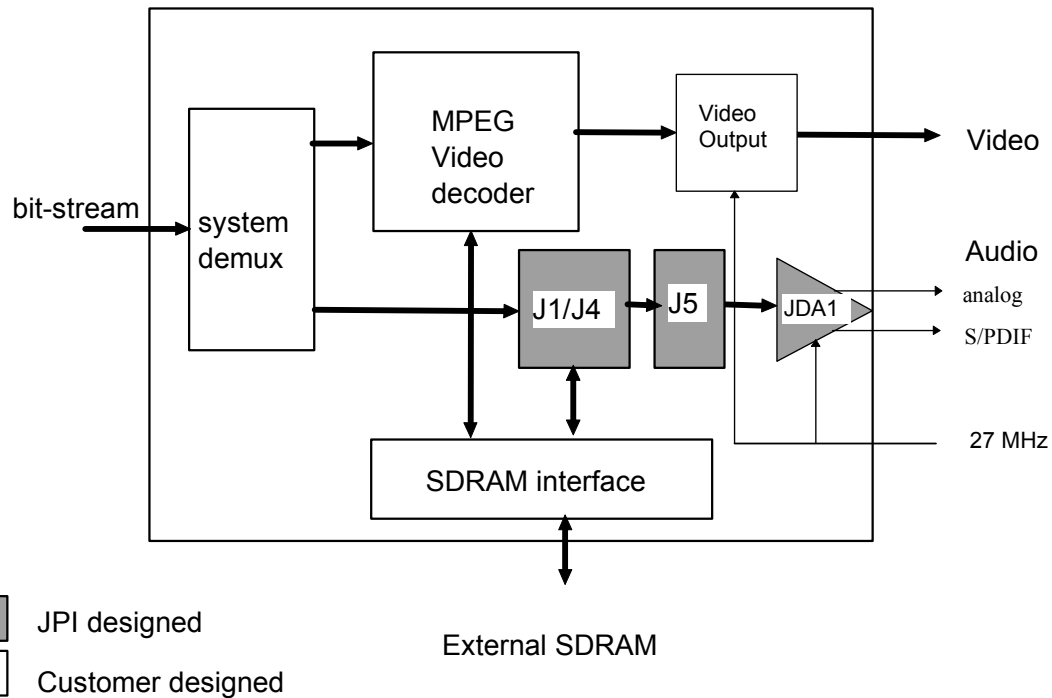 MPEG
Video
decoder
Video
Output
Video
bit-stream
system
demux
Audio
analog
J1/J4
J5
JDA1
S/PDIF
27 MHz
SDRAM interface
JPI designed
External SDRAM
Customer designed